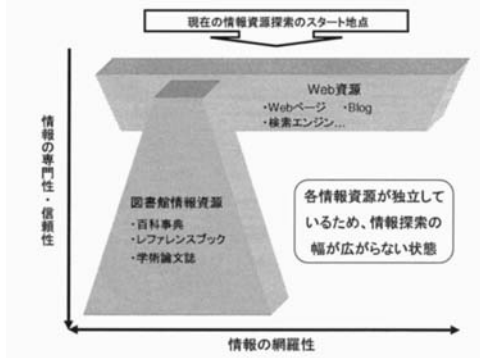 現在の情報資源探索のスタート地点
Web資源
・Webページ ・Blog
・検索エンジン…
図書館情報資源
・百科事典
・レファレンスブック
・学術論文誌
各情報資源が独立して
いるため、情報探索の
幅が広がらない状態
情報の専門性・信頼性
情報の網羅性